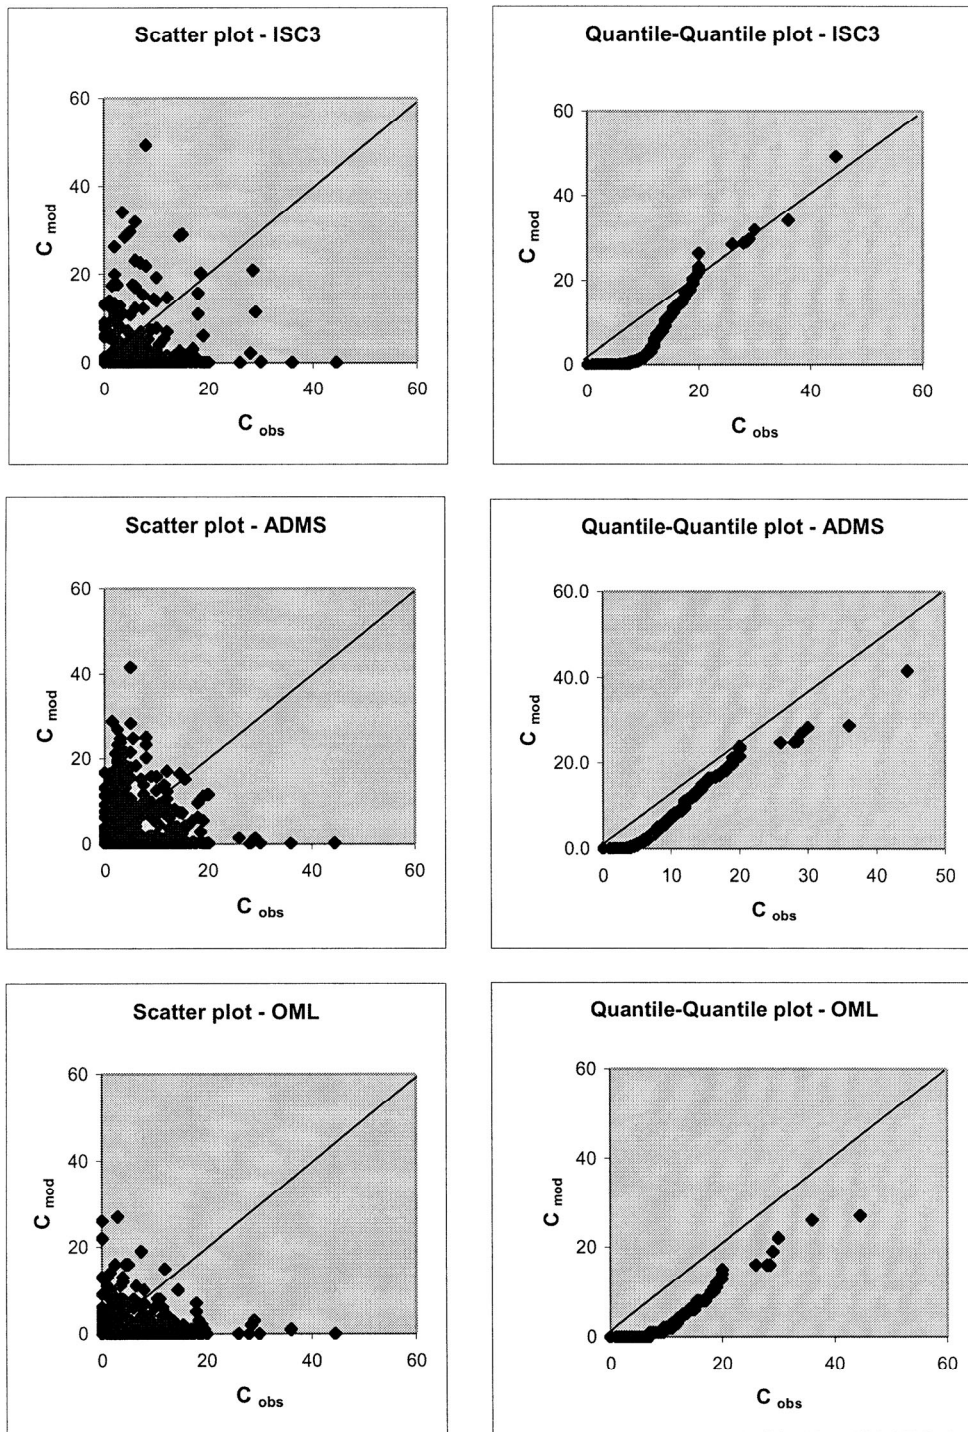 Scatter plot - ISC3
60
40
20
0
C mod
0 20 40 60
C obs
Quantile-Quantile plot - ISC3
60
40
20
0
C mod
0 20 40 60
C obs
Scatter plot - ADMS
60
40
20
0
C mod
0 20 40 60
C obs
Quantile-Quantile plot - ADMS
60.0
40.0
20.0
0.0
C mod
0 10 20 30 40 50
C obs
Scatter plot - OML
60
40
20
0
C mod
0 20 40 60
C obs
Quantile-Quantile plot - OML
60
40
20
0
C mod
0 20 40 60
C obs